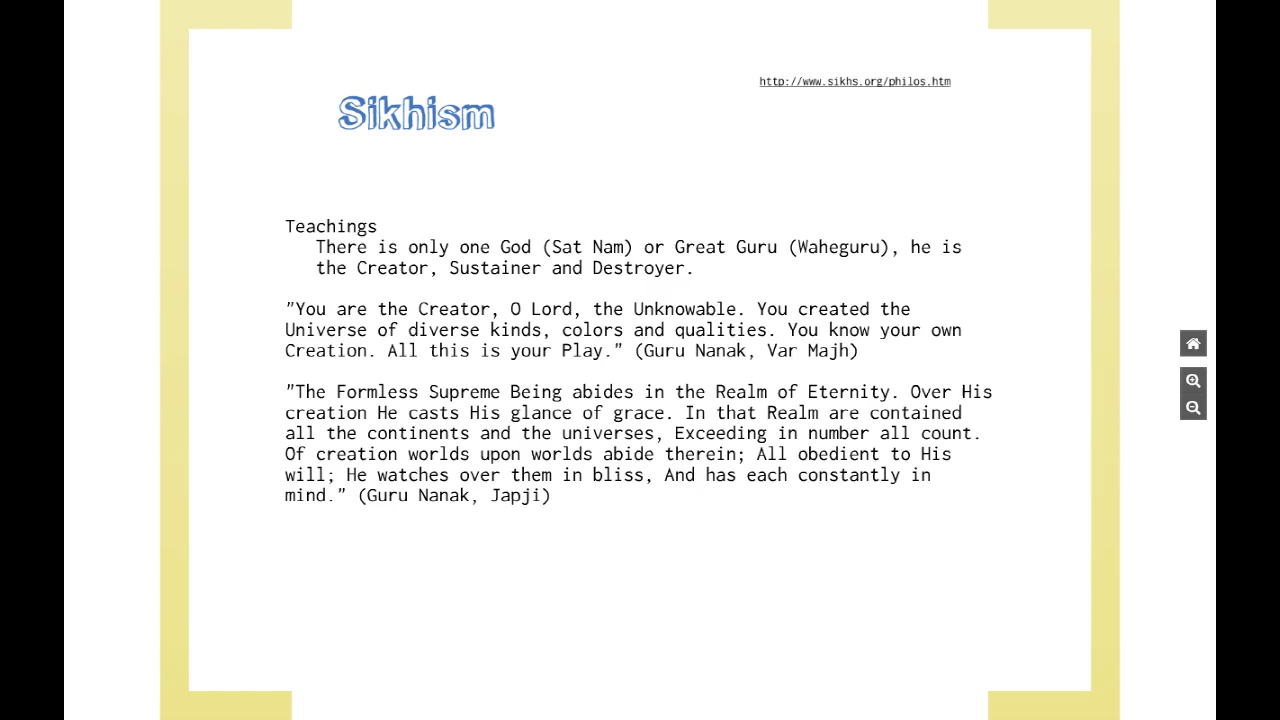 http://www.sikhs.org/philos.htm
Sikhism
Teachings
There is only one God (Sat Nam) or Great Guru (Waheguru), he is
the Creator, Sustainer and Destroyer.
"You are the Creator, O Lord, the Unknowable. You created the
Universe of diverse kinds, colors and qualities. You know your own
Creation. All this is your Play." (Guru Nanak, Var Majh)
"The Formless Supreme Being abides in the Realm of Eternity. Over His
creation He casts His glance of grace. In that Realm are contained
all the continents and the universes, Exceeding in number all count.
Of creation worlds upon worlds abide therein; All obedient to His
will; He watches over them in bliss, And has each constantly in
mind." (Guru Nanak, Japji)